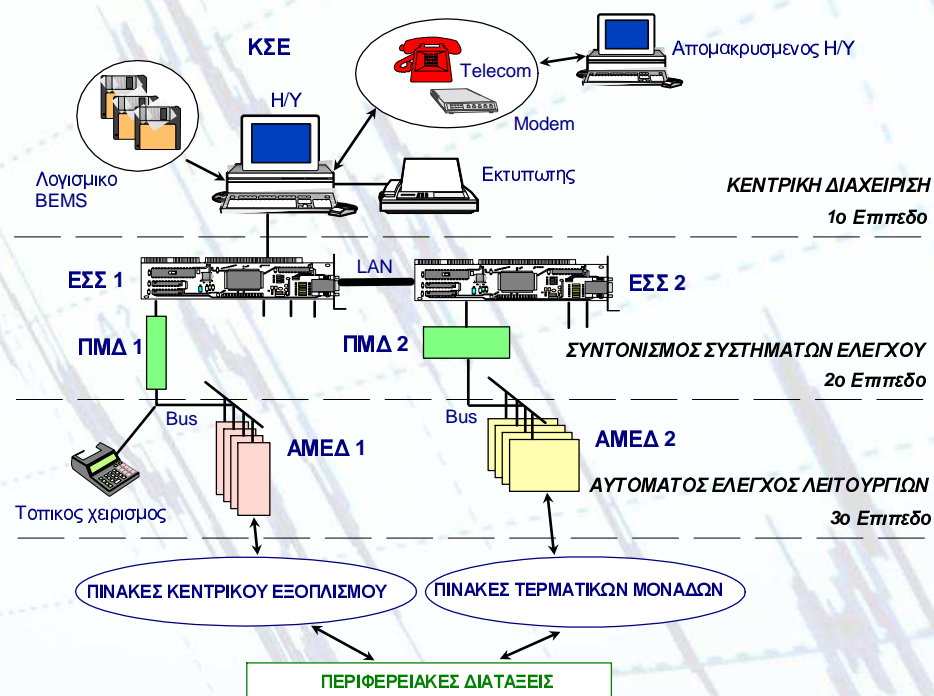 ΚΣΕ
Απομακρυσμενος Η/Υ
Telecom
Modem
Η/Υ
Λογισμικο
BEMS
Εκτυπωτης
ΚΕΝΤΡΙΚΗ ΔΙΑΧΕΙΡΙΣΗ
1ο Επιπεδο
ΕΣΣ 1
LAN
ΕΣΣ 2
ΠΜΔ 1
ΠΜΔ 2
ΣΥΝΤΟΝΙΣΜΟΣ ΣΥΣΤΗΜΑΤΩΝ ΕΛΕΓΧΟΥ
2ο Επιπεδο
Bus
ΑΜΕΔ 1
Bus
ΑΜΕΔ 2
ΑΥΤΟΜΑΤΟΣ ΕΛΕΓΧΟΣ ΛΕΙΤΟΥΡΓΙΩΝ
3ο Επιπεδο
Τοπικος χειρισμος
ΠΙΝΑΚΕΣ ΚΕΝΤΡΙΚΟΥ ΕΞΟΠΛΙΣΜΟΥ
ΠΙΝΑΚΕΣ ΤΕΡΜΑΤΙΚΩΝ ΜΟΝΑΔΩΝ
ΠΕΡΙΦΕΡΕΙΑΚΕΣ ΔΙΑΤΑΞΕΙΣ